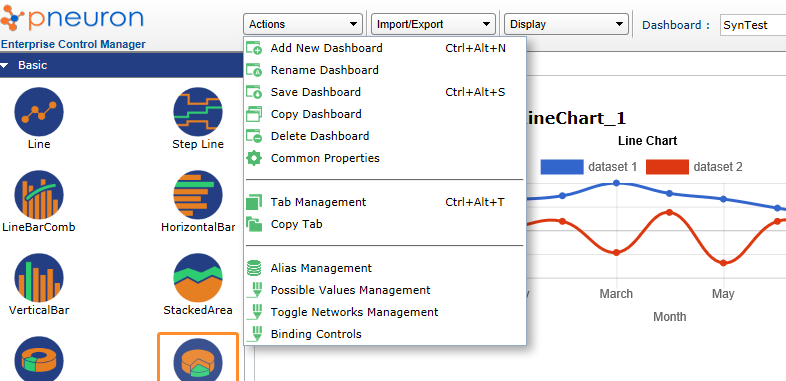 pneuron
Enterprise Control Manager
Actions
Import/Export
Display
Dashboard :
SynTest
Basic
Line
Step Line
LineBarComb
HorizontalBar
VerticalBar
StackedArea
Add New Dashboard Ctrl+Alt+N
Rename Dashboard
Save Dashboard Ctrl+Alt+S
Copy Dashboard
Delete Dashboard
Common Properties
Tab Management Ctrl+Alt+T
Copy Tab
Alias Management
Possible Values Management
Toggle Networks Management
Binding Controls
ineChart_1
Line Chart
dataset 1 dataset 2
March May
Month